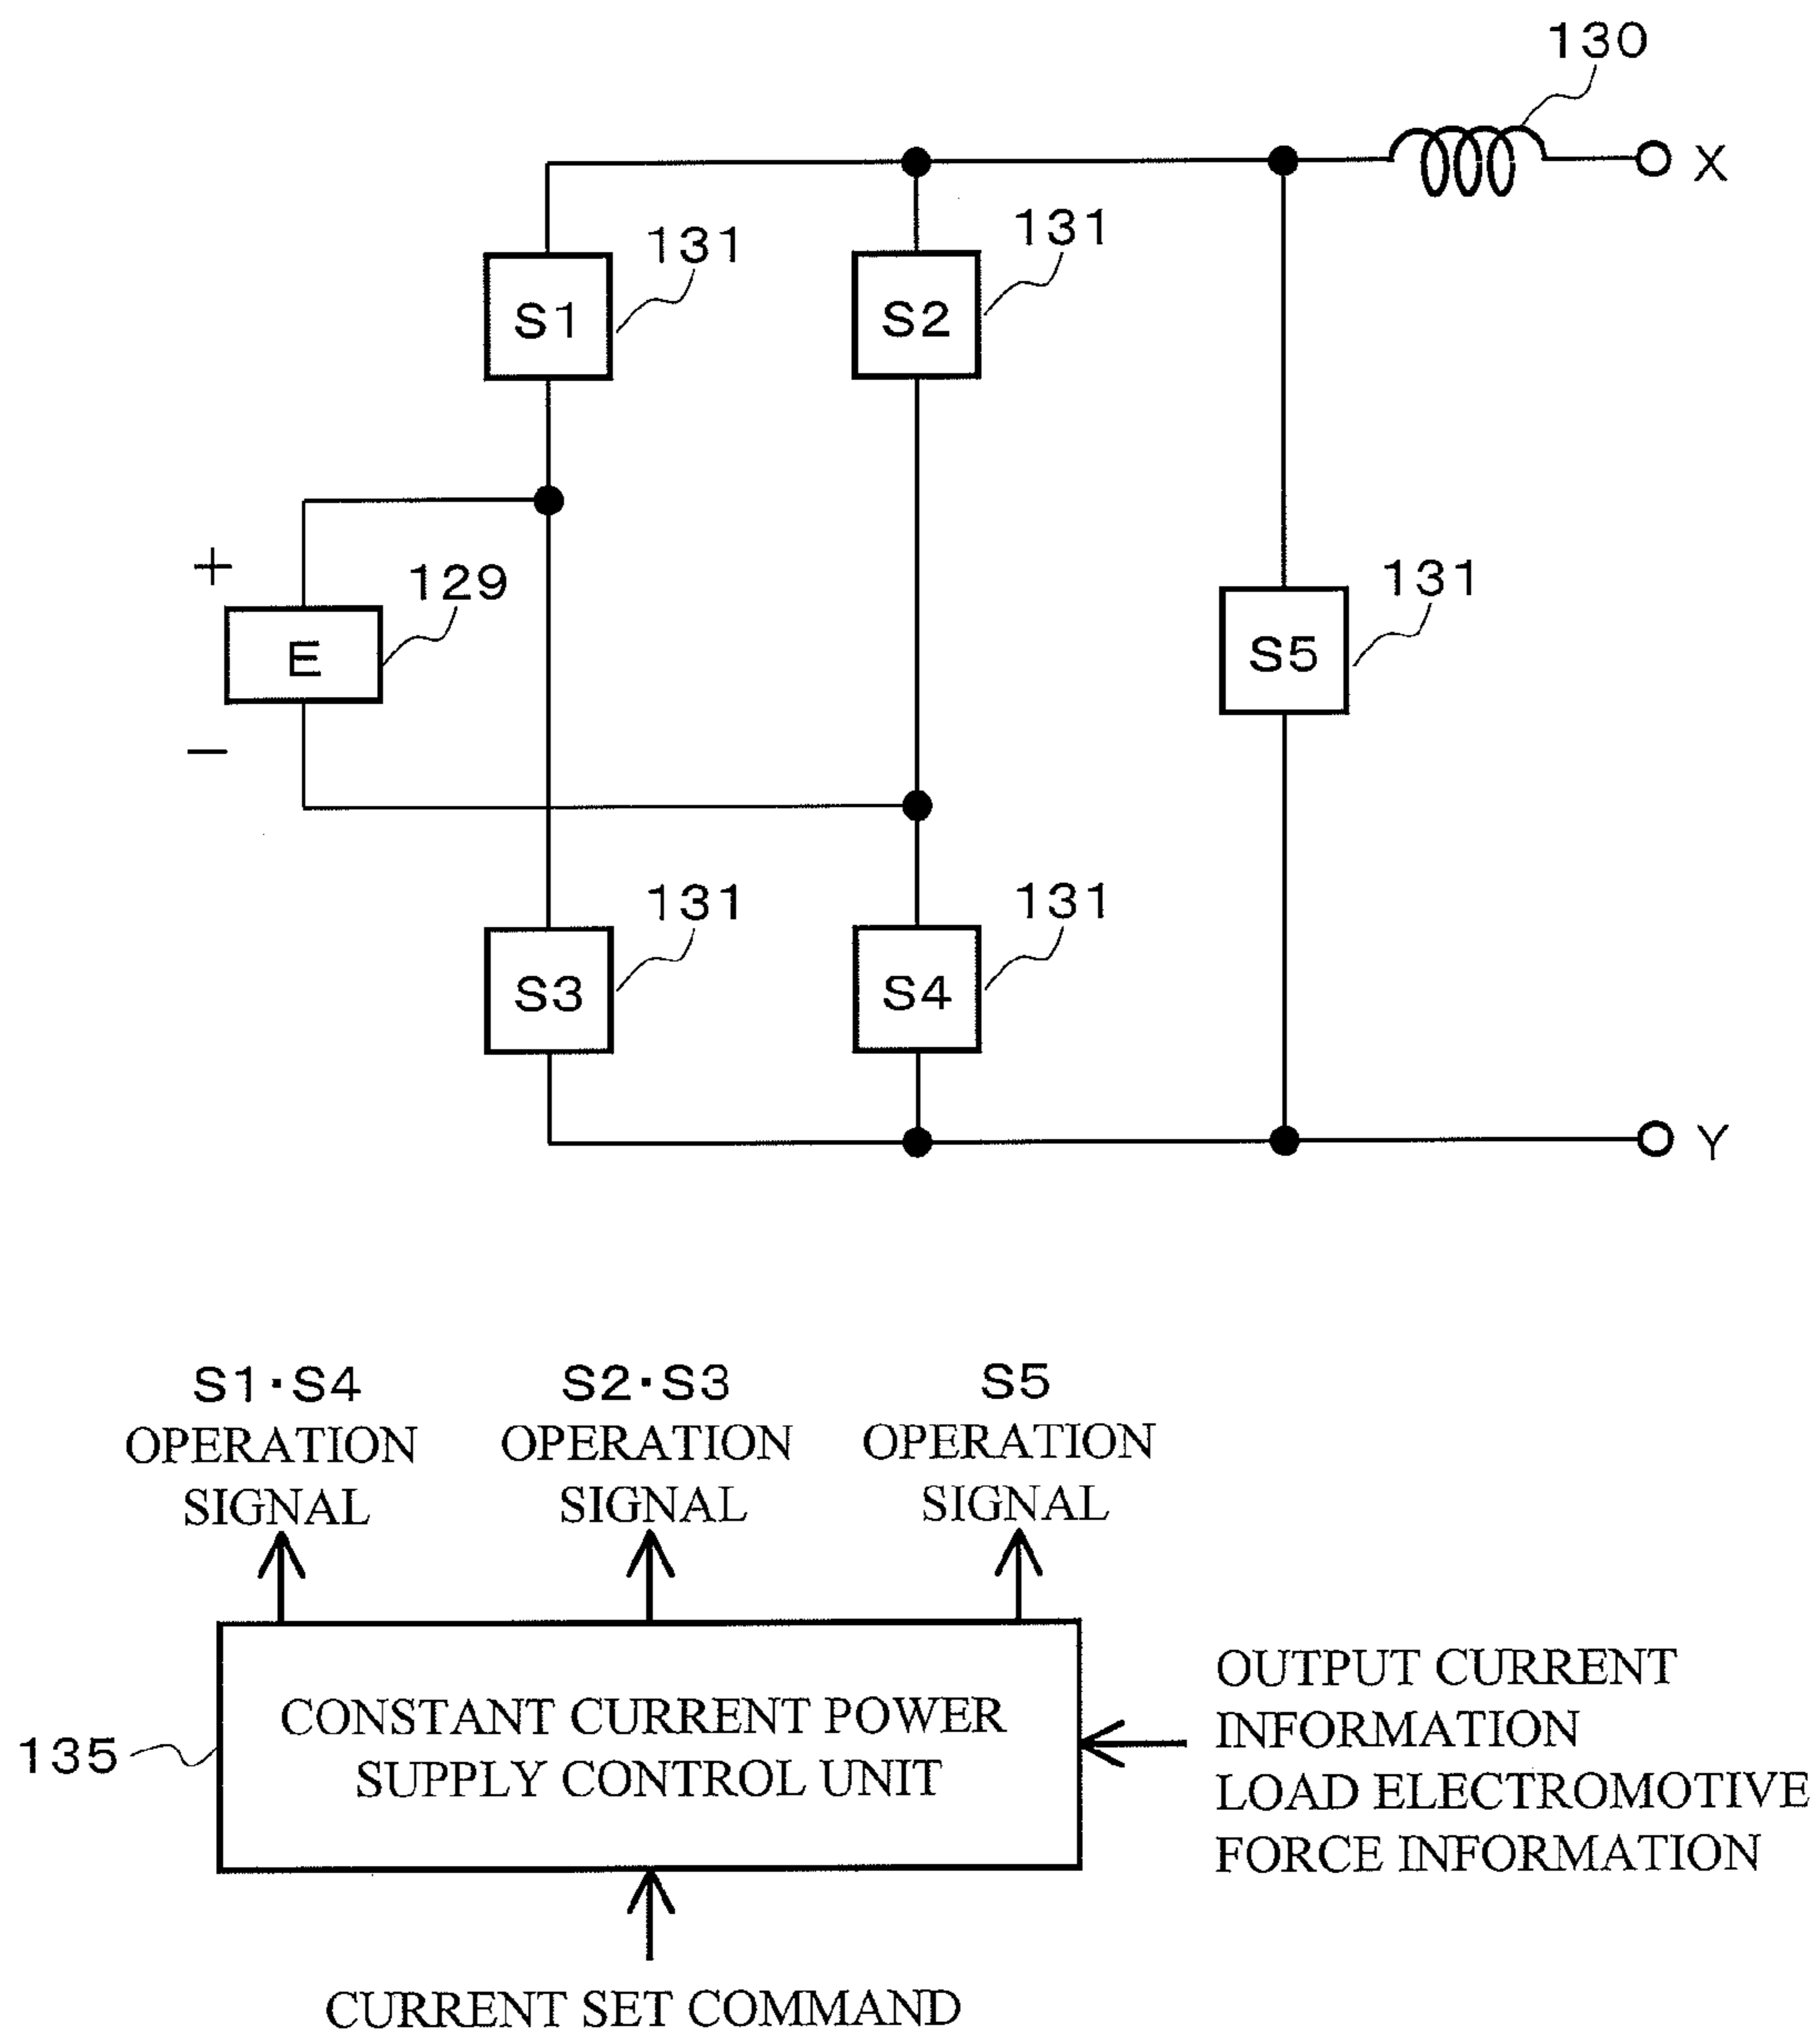 130
X
131
131
S1
S2
+
129
131
E
S5
−
131
131
S3
S4
Y
S1・S4
OPERATION
SIGNAL
S2・S3
OPERATION
SIGNAL
S5
OPERATION
SIGNAL
135
CONSTANT CURRENT POWER
SUPPLY CONTROL UNIT
OUTPUT CURRENT
INFORMATION
LOAD ELECTROMOTIVE
FORCE INFORMATION
CURRENT SET COMMAND